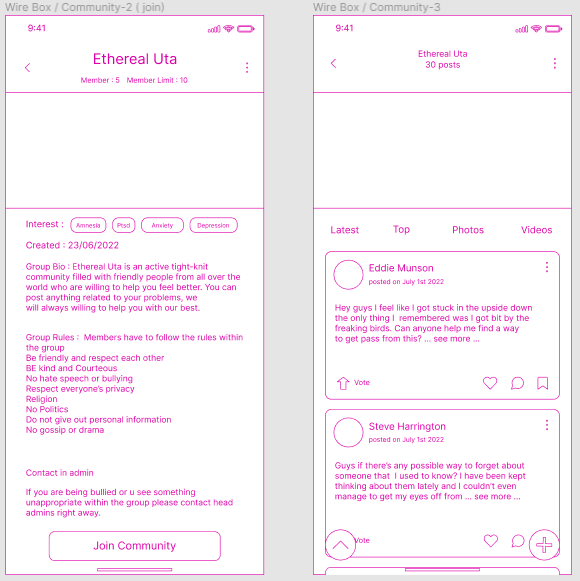 Wire Box / Community-2 ( join)
9:41
Ethereal Uta
Member : 5 Member Limit : 10
Interest :
Amnesia
Ptsd
Anxiety
Depression
Created : 23/06/2022
Group Bio : Ethereal Uta is an active tight-knit
community filled with friendly people from all over the
world who are willing to help you feel better. You can
post anything related to your problems, we
will always willing to help you with our best.
Group Rules : Members have to follow the rules within
the group
Be friendly and respect each other
BE kind and Courteous
No hate speech or bullying
Respect everyone's privacy
Religion
No Politics
Do not give out personal information
No gossip or drama
Contact in admin
If you are being bullied or u see something
unappropriate within the group please contact head
admins right away.
Join Community
Wire Box / Community-3
9:41
Ethereal Uta
30 posts
Latest
Top
Photos
Videos
Eddie Munson
posted on July 1st 2022
Hey guys I feel like I got stuck in the upside down
the only thing I remembered was I got bit by the
freaking birds. Can anyone help me find a way
to get pass from this? ... see more ...
Vote
Steve Harrington
posted on July 1st 2022
Guys if there's any possible way to forget about
someone that I used to know? I have been kept
thinking about them lately and I couldn't even
manage to get my eyes off from ... see more ...
Vote